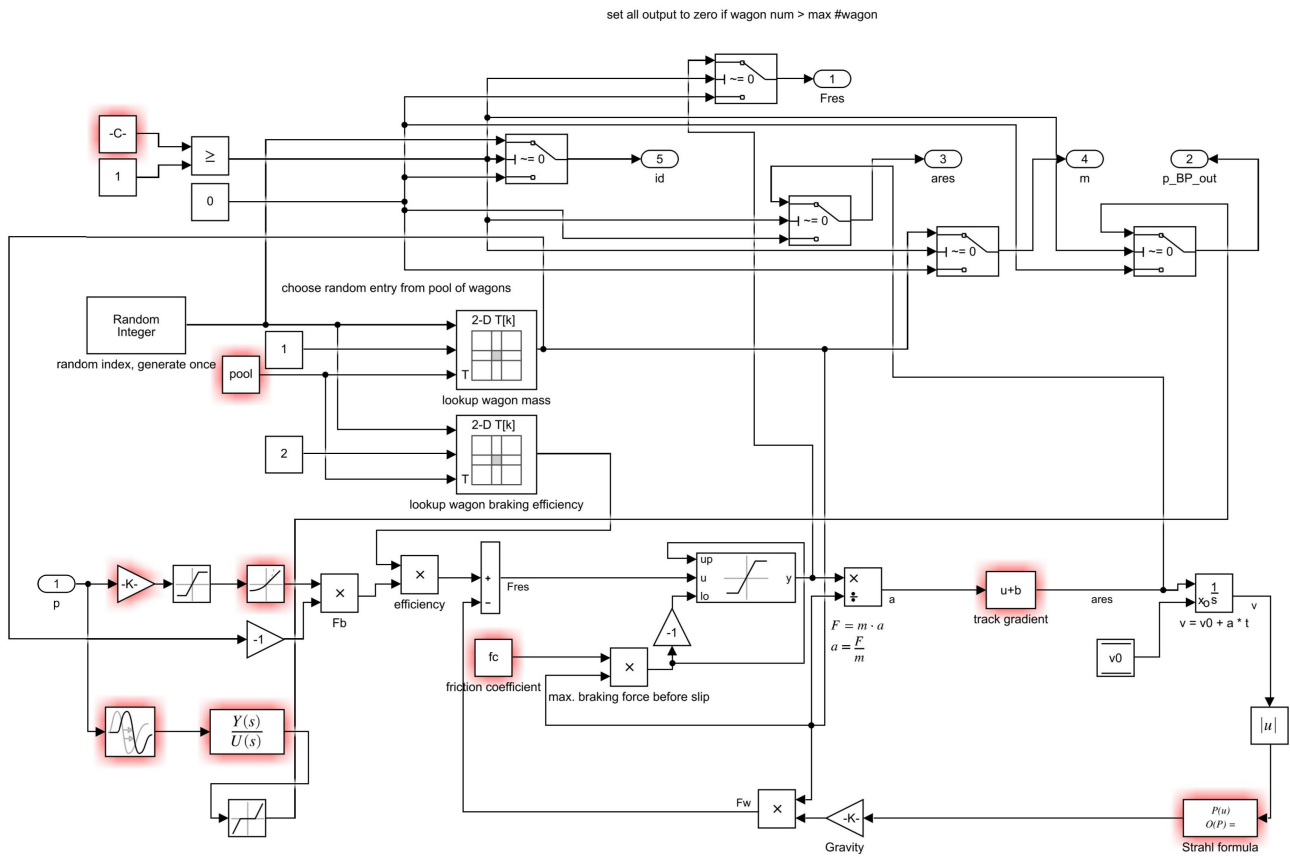 set all output to zero if wagon num > max #wagon
~= 0
1
Fres
-C-
≥
1
0
~= 0
5
id
~= 0
3
ares
~= 0
4
m
~= 0
2
p_BP_out
choose random entry from pool of wagons
Random
Integer
random index, generate once
1
pool
2-D T[k]
T
lookup wagon mass
2
2-D T[k]
T
lookup wagon braking efficiency
1
p
-K-
×
Fb
×
efficiency
+
−
Fres
up
u
lo
y
-1
-1
×
÷
F = m · a
a = F/m
a
u+b
track gradient
ares
1/s
xo
v
v = v0 + a * t
v0
fc
friction coefficient
×
max. braking force before slip
Y(s)
U(s)
|u|
Fw
×
-K-
Gravity
P(u)
O(P) =
Strahl formula